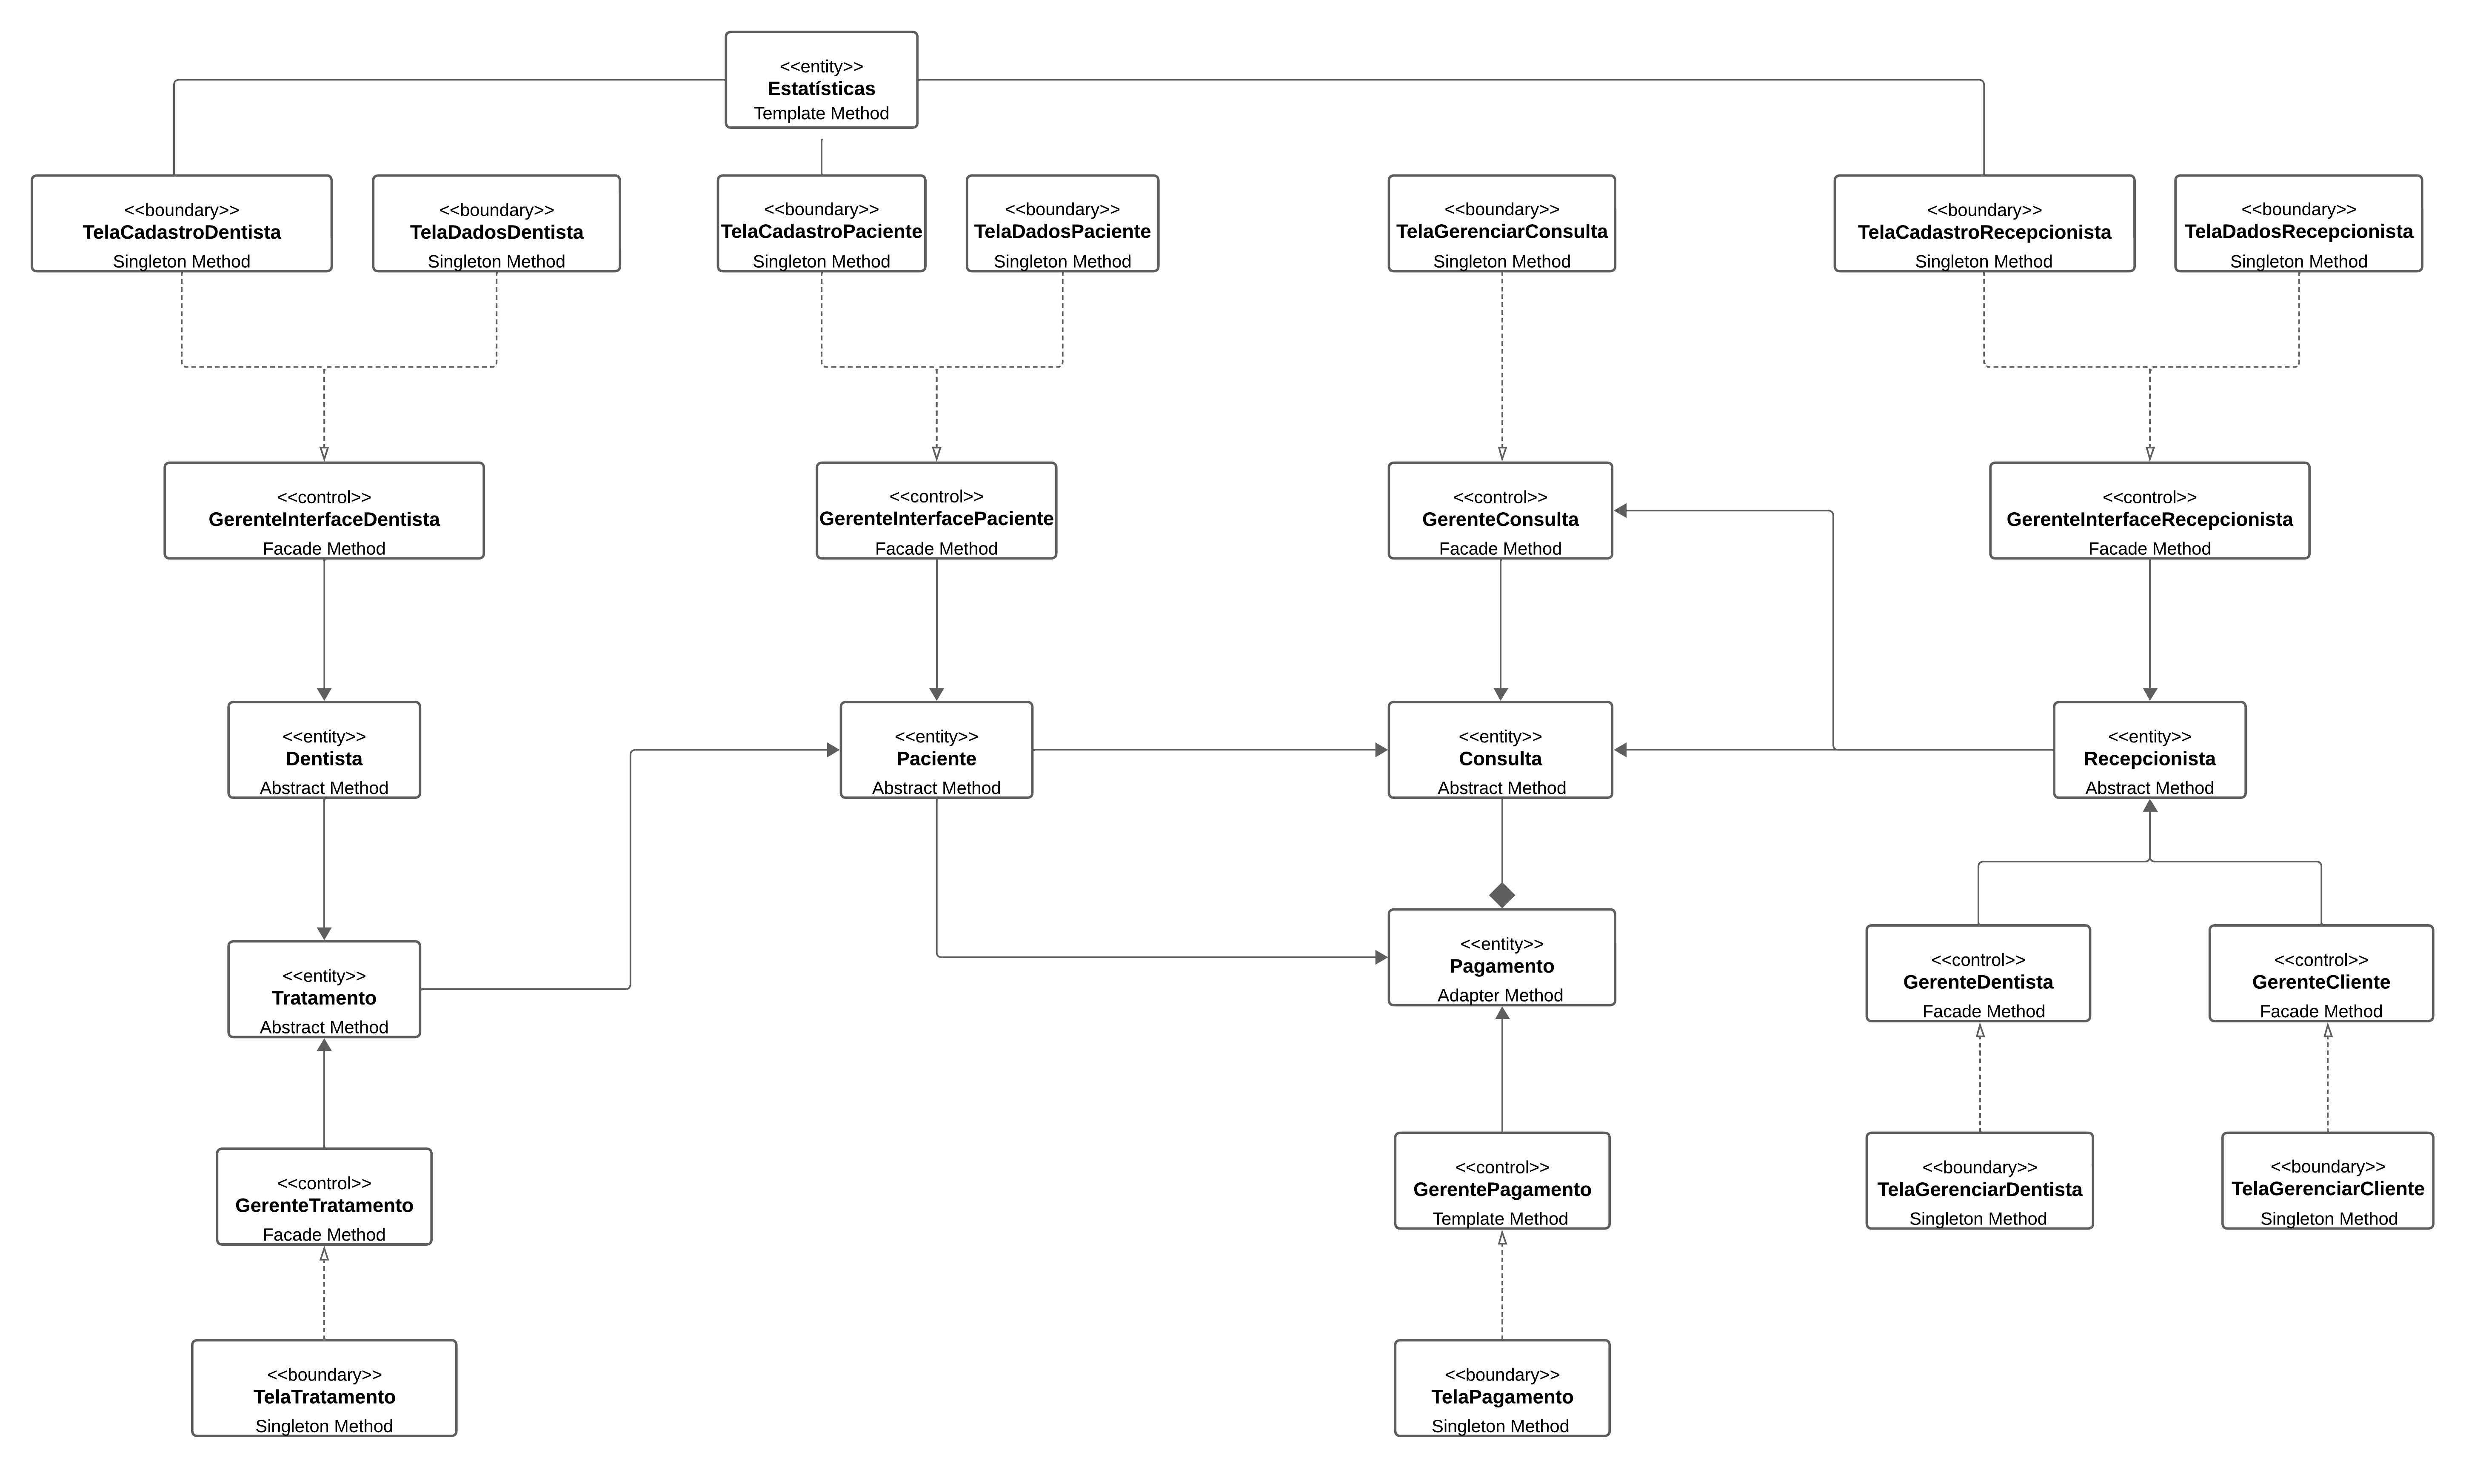 <<entity>>
Estatísticas
Template Method
<<boundary>>
TelaCadastroDentista
Singleton Method
<<boundary>>
TelaDadosDentista
Singleton Method
<<boundary>>
TelaCadastroPaciente
Singleton Method
<<boundary>>
TelaDadosPaciente
Singleton Method
<<boundary>>
TelaGerenciarConsulta
Singleton Method
<<boundary>>
TelaCadastroRecepcionista
Singleton Method
<<boundary>>
TelaDadosRecepcionista
Singleton Method
<<control>>
GerenteInterfaceDentista
Facade Method
<<control>>
GerenteInterfacePaciente
Facade Method
<<control>>
GerenteConsulta
Facade Method
<<control>>
GerenteInterfaceRecepcionista
Facade Method
<<entity>>
Dentista
Abstract Method
<<entity>>
Paciente
Abstract Method
<<entity>>
Consulta
Abstract Method
<<entity>>
Recepcionista
Abstract Method
<<entity>>
Tratamento
Abstract Method
<<entity>>
Pagamento
Adapter Method
<<control>>
GerenteDentista
Facade Method
<<control>>
GerenteCliente
Facade Method
<<control>>
GerenteTratamento
Facade Method
<<control>>
GerentePagamento
Template Method
<<boundary>>
TelaGerenciarDentista
Singleton Method
<<boundary>>
TelaGerenciarCliente
Singleton Method
<<boundary>>
TelaTratamento
Singleton Method
<<boundary>>
TelaPagamento
Singleton Method